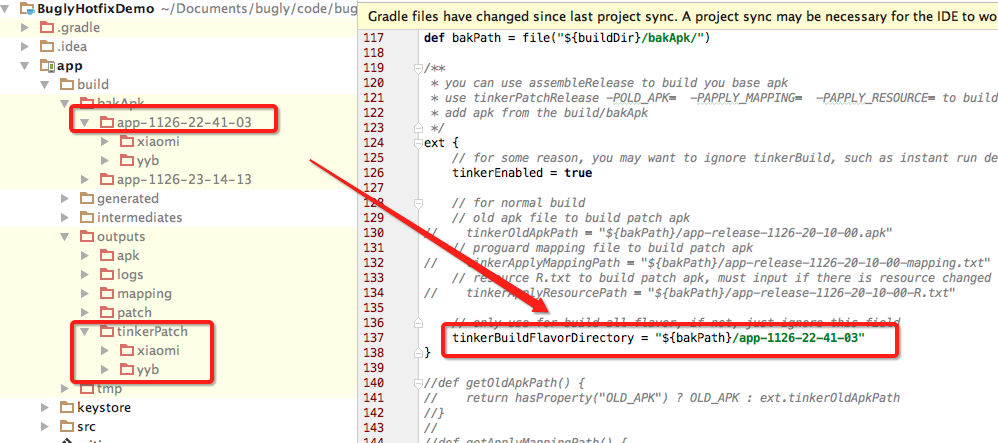 BuglyHotfixDemo ~/Documents/bugly/code/bug
.gradle
.idea
app
build
bakApk
app-1126-22-41-03
xiaomi
yyb
app-1126-23-14-13
generated
intermediates
outputs
apk
logs
mapping
patch
tinkerPatch
xiaomi
yyb
tmp
keystore
src
Gradle files have changed since last project sync. A project sync may be necessary for the IDE to wo
117 def bakPath = file("${buildDir}/bakApk/")
118
119 /**
120 * you can use assembleRelease to build you base apk
121 * use tinkerPatchRelease -POLD_APK= -PAPPLY_MAPPING= -PAPPLY_RESOURCE= to build
122 * add apk from the build/bakApk
123 */
124 ext {
125 // for some reason, you may want to ignore tinkerBuild, such as instant run de
126 tinkerEnabled = true
127
128 // for normal build
129 // old apk file to build patch apk
130 // tinkerOldApkPath = "${bakPath}/app-release-1126-20-10-00.apk"
131 // proguard mapping file to build patch apk
132 // tinkerApplyMappingPath = "${bakPath}/app-release-1126-20-10-00-mapping.txt"
133 // resource R.txt to build patch apk, must input if there is resource changed
134 // tinkerApplyResourcePath = "${bakPath}/app-release-1126-20-10-00-R.txt"
135
136 // only use for build all flavor, if not, just ignore this field
137 tinkerBuildFlavorDirectory = "${bakPath}/app-1126-22-41-03"
138 }
139
140 //def getOldApkPath() {
141 // return hasProperty("OLD_APK") ? OLD_APK : ext.tinkerOldApkPath
142 //}
143 //
144 //def getApplyMappingPath() {